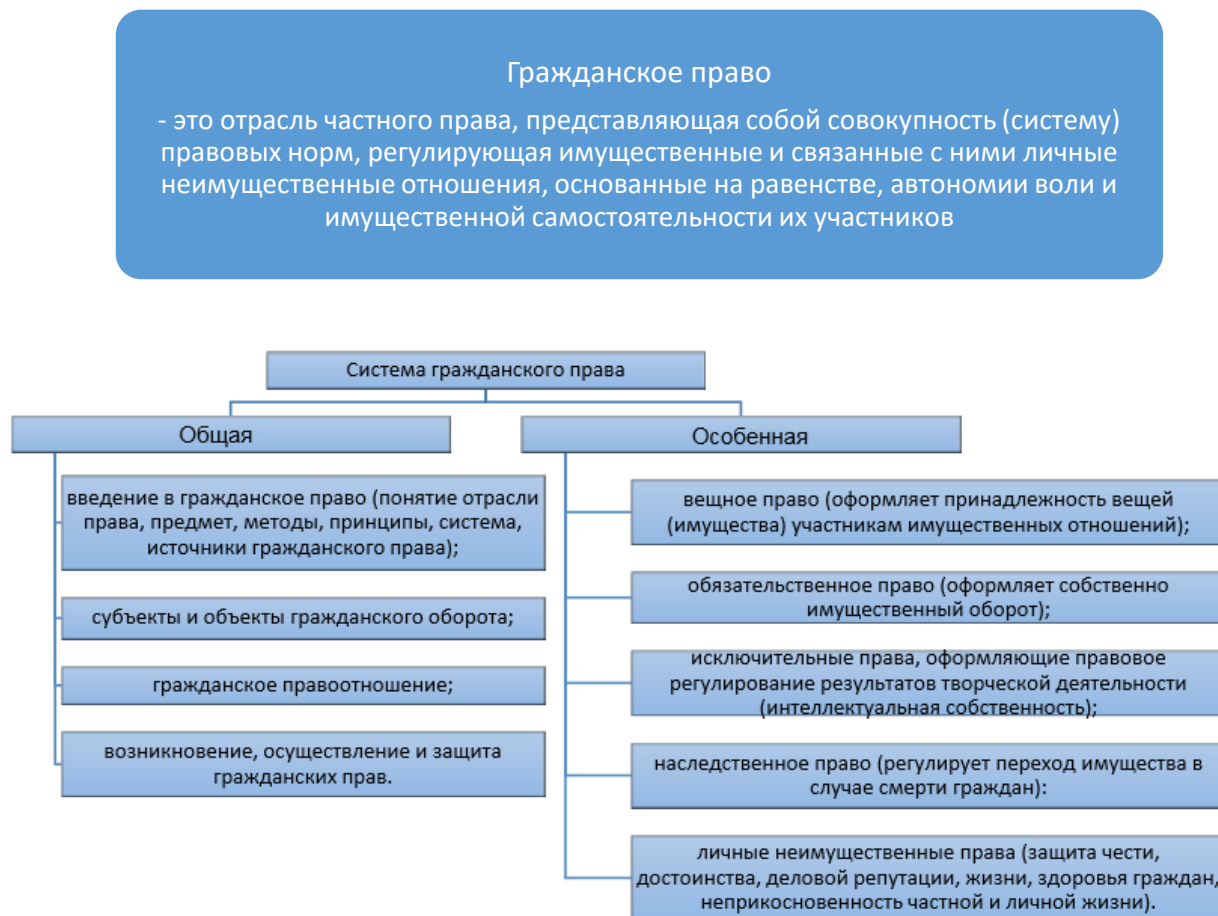 Гражданское право
- это отрасль частного права, представляющая собой совокупность (систему)
правовых норм, регулирующая имущественные и связанные с ними личные
неимущественные отношения, основанные на равенстве, автономии воли и
имущественной самостоятельности их участников
Система гражданского права
Общая
введение в гражданское право (понятие отрасли
права, предмет, методы, принципы, система,
источники гражданского права);
субъекты и объекты гражданского оборота;
гражданское правоотношение;
возникновение, осуществление и защита
гражданских прав.
Особенная
вещное право (оформляет принадлежность вещей
(имущества) участникам имущественных отношений);
обязательственное право (оформляет собственно
имущественный оборот);
исключительные права, оформляющие правовое
регулирование результатов творческой деятельности
(интеллектуальная собственность);
наследственное право (регулирует переход имущества в
случае смерти граждан):
личные неимущественные права (защита чести,
достоинства, деловой репутации, жизни, здоровья граждан,
неприкосновенность частной и личной жизни).